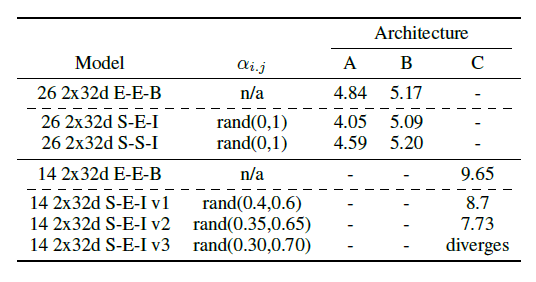 Architecture
Model α_{i.j} A B C
26 2x32d E-E-B n/a 4.84 5.17 -
26 2x32d S-E-I rand(0,1) 4.05 5.09 -
26 2x32d S-S-I rand(0,1) 4.59 5.20 -
14 2x32d E-E-B n/a - - 9.65
14 2x32d S-E-I v1 rand(0.4,0.6) - - 8.7
14 2x32d S-E-I v2 rand(0.35,0.65) - - 7.73
14 2x32d S-E-I v3 rand(0.30,0.70) - - diverges